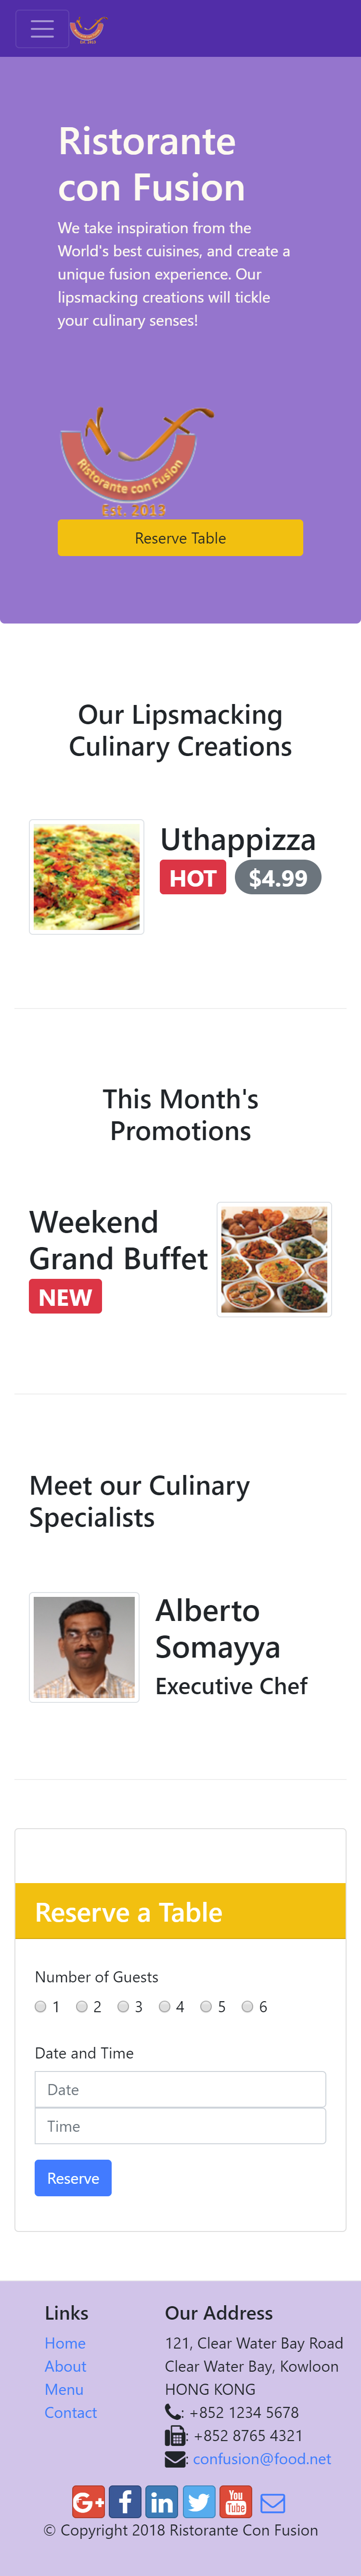 Ristorante
con Fusion
We take inspiration from the
World's best cuisines, and create a
unique fusion experience. Our
lipsmacking creations will tickle
your culinary senses!
Ristorante con Fusion
Est. 2013
Reserve Table
Our Lipsmacking
Culinary Creations
Uthappizza
HOT $4.99
This Month's
Promotions
Weekend
Grand Buffet
NEW
Meet our Culinary
Specialists
Alberto
Somayya
Executive Chef
Reserve a Table
Number of Guests
1 2 3 4 5 6
Date and Time
Date
Time
Reserve
Links
Home
About
Menu
Contact
Our Address
121, Clear Water Bay Road
Clear Water Bay, Kowloon
HONG KONG
: +852 1234 5678
: +852 8765 4321
: confusion@food.net
G+ f in You Tube
© Copyright 2018 Ristorante Con Fusion